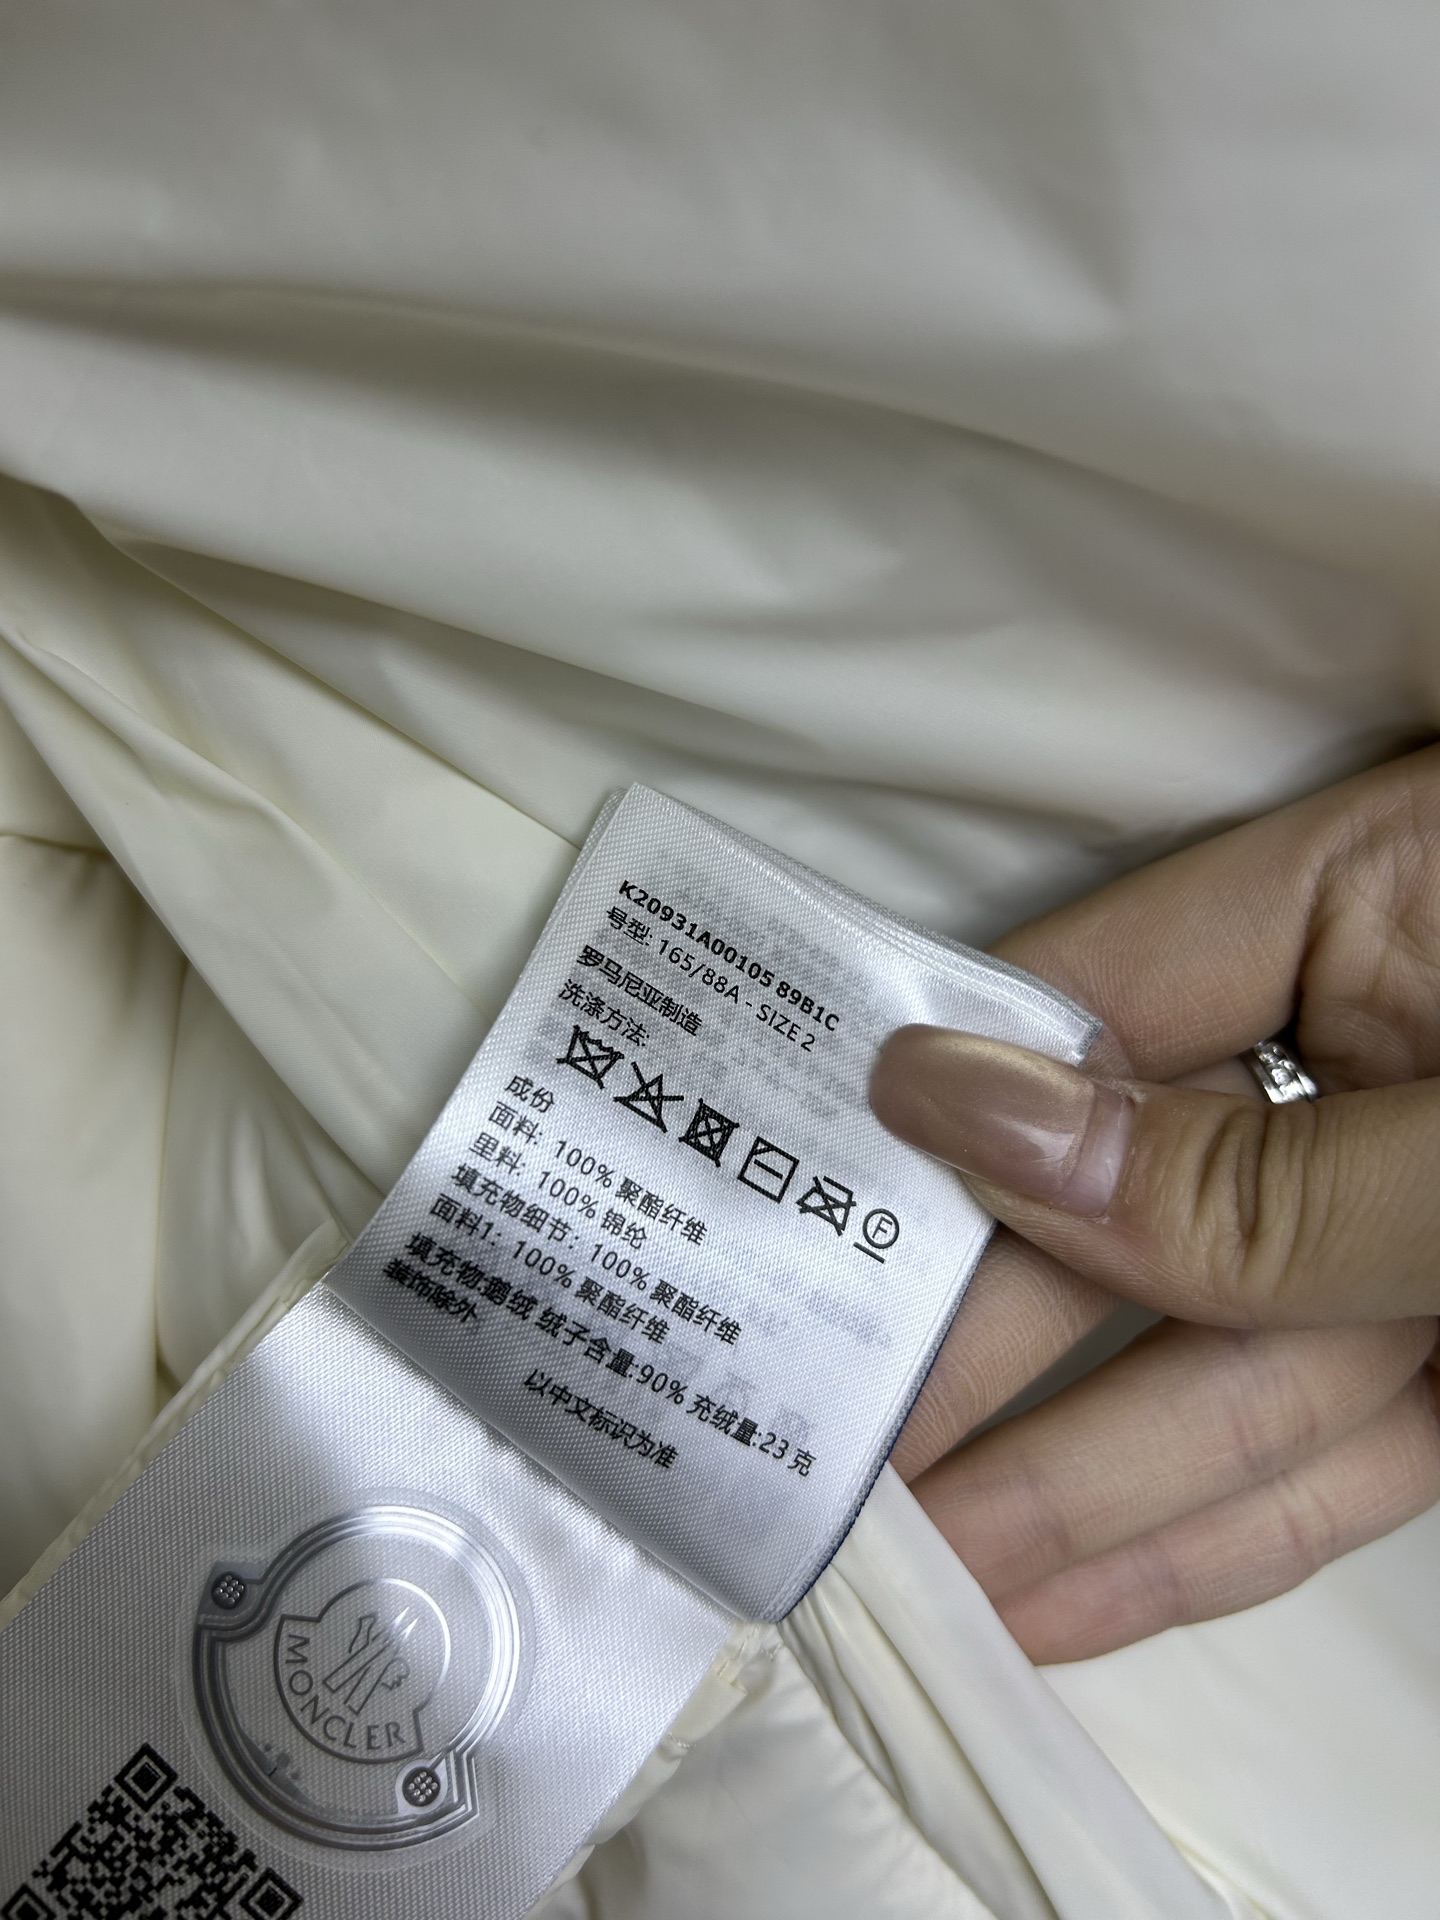 K20931A00105 89B1C
号型: 165/88A - SIZE 2
罗马尼亚制造
洗涤方法:
F
成份
面料: 100% 聚酯纤维
里料: 100% 锦纶
填充物细节: 100% 聚酯纤维
面料1: 100% 聚酯纤维
填充物:鹅绒 绒子含量:90% 充绒量:23 克
装饰除外
以中文标识为准
MONCLER